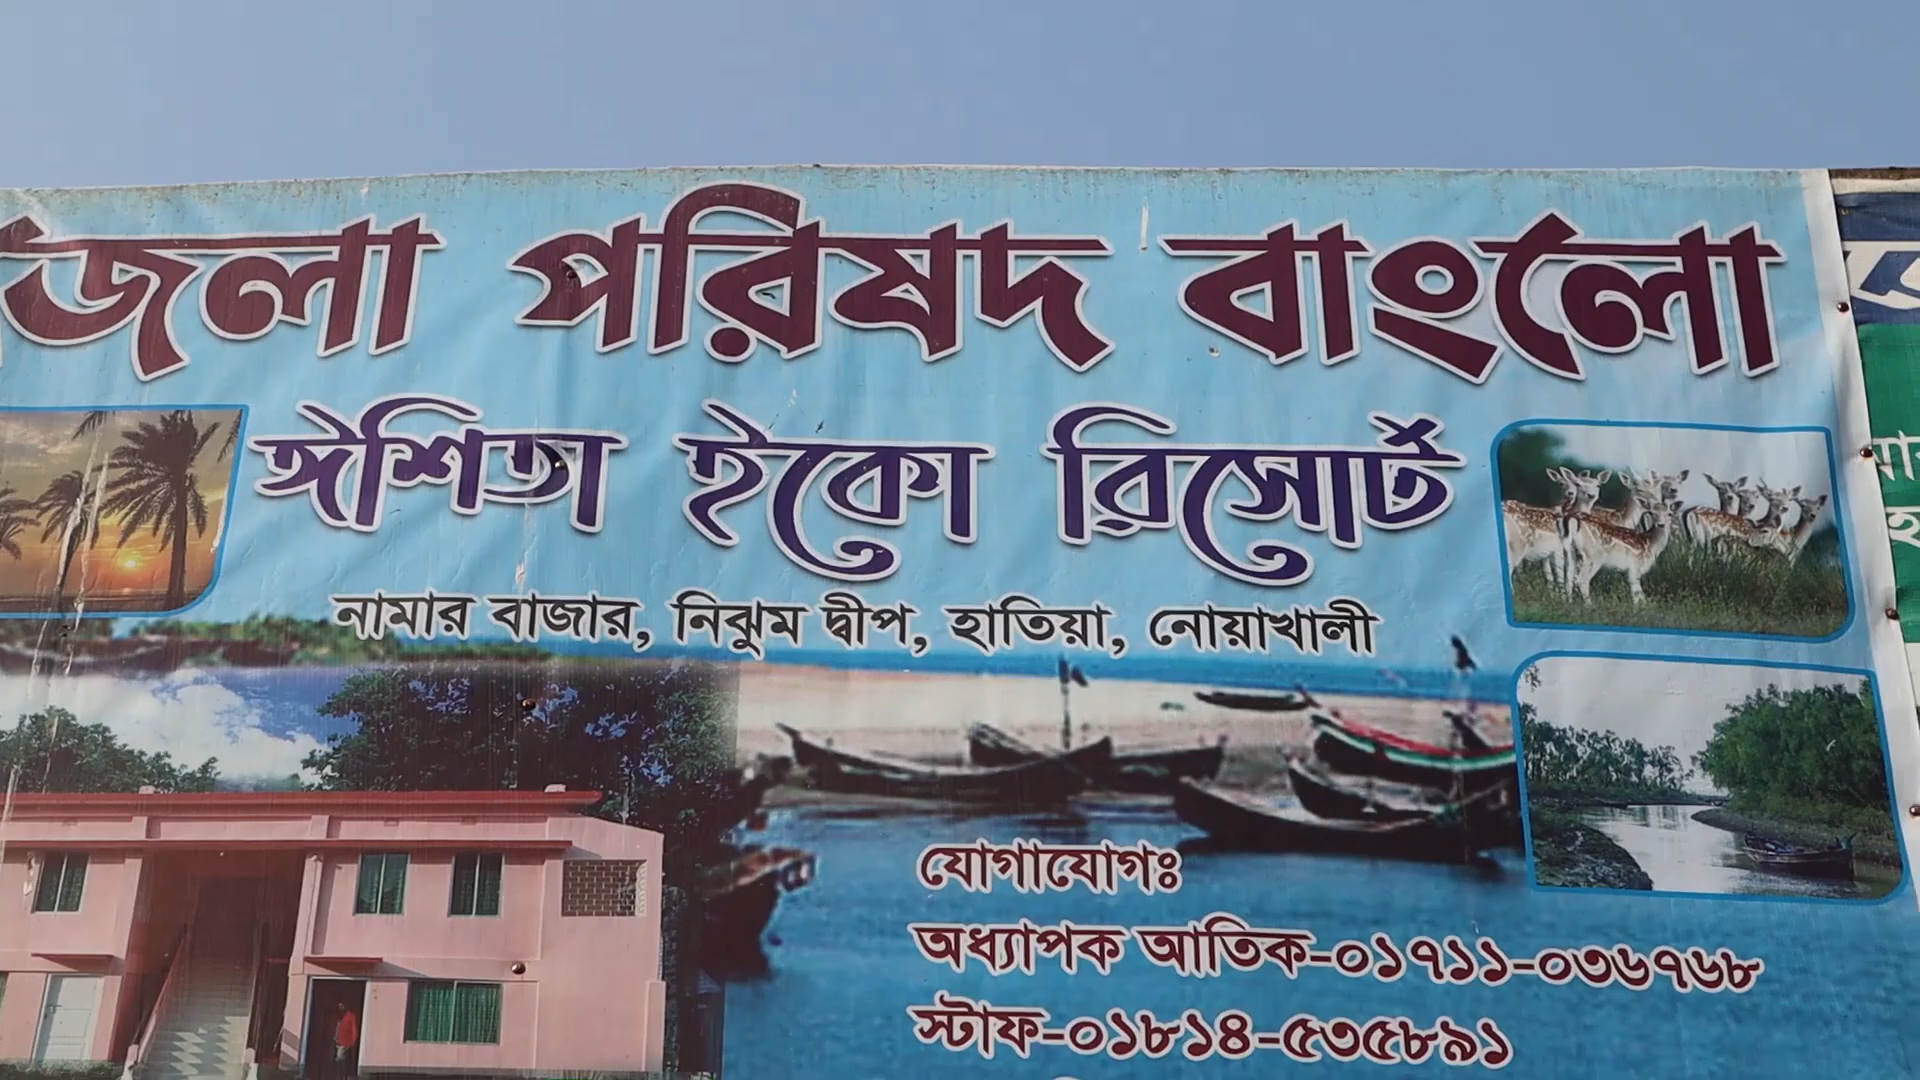 জেলা পরিষদ বাংলো
ঈশিতা ইকো রিসোর্ট
নামার বাজার, নিঝুম দ্বীপ, হাতিয়া, নোয়াখালী
যোগাযোগঃ
অধ্যাপক আতিক-০১৭১১-০৩৬৭৬৮
স্টাফ-০১৮১৪-৫৩৫৮৯১